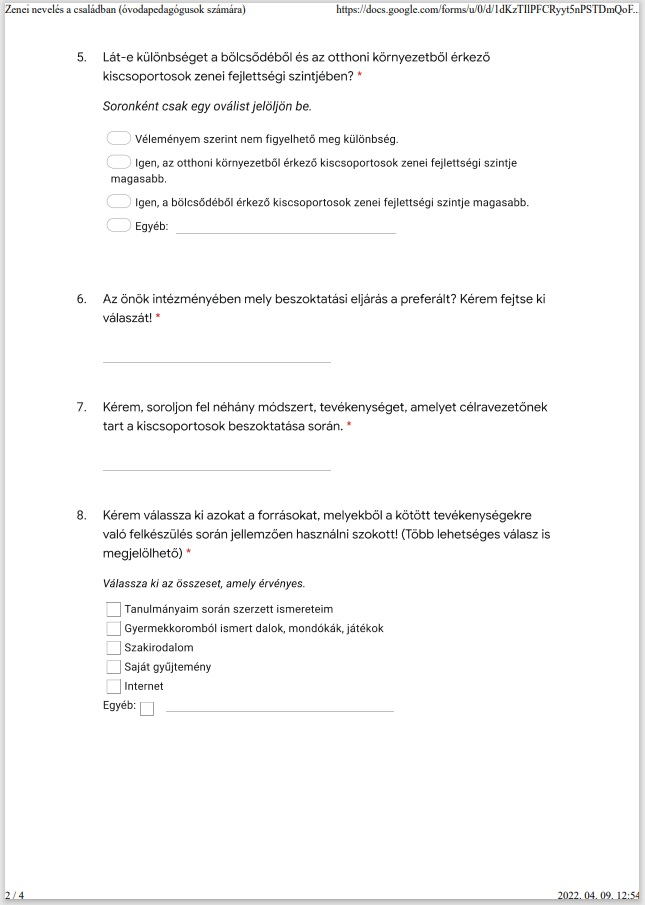 Zenei nevelés a családban (óvodapedagógusok számára)
https://docs.google.com/forms/u/0/d/1dKzTIlPFCRyyt5nPSTDmQoF...
5. Lát-e különbséget a bölcsődéből és az otthoni környezetből érkező
kiscsoportosok zenei fejlettségi szintjében? *
Soronként csak egy oválist jelöljön be.
Véleményem szerint nem figyelhető meg különbség.
Igen, az otthoni környezetből érkező kiscsoportosok zenei fejlettségi szintje
magasabb.
Igen, a bölcsődéből érkező kiscsoportosok zenei fejlettségi szintje magasabb.
Egyéb:
6. Az önök intézményében mely beszoktatási eljárás a preferált? Kérem fejtse ki
válaszát! *
7. Kérem, soroljon fel néhány módszert, tevékenységet, amelyet célravezetőnek
tart a kiscsoportosok beszoktatása során. *
8. Kérem válassza ki azokat a forrásokat, melyekből a kötött tevékenységekre
való felkészülés során jellemzően használni szokott! (Több lehetséges válasz is
megjelölhető) *
Válassza ki az összeset, amely érvényes.
Tanulmányaim során szerzett ismereteim
Gyermekkoromból ismert dalok, mondókák, játékok
Szakirodalom
Saját gyűjtemény
Internet
Egyéb:
2 / 4
2022. 04. 09. 12:54